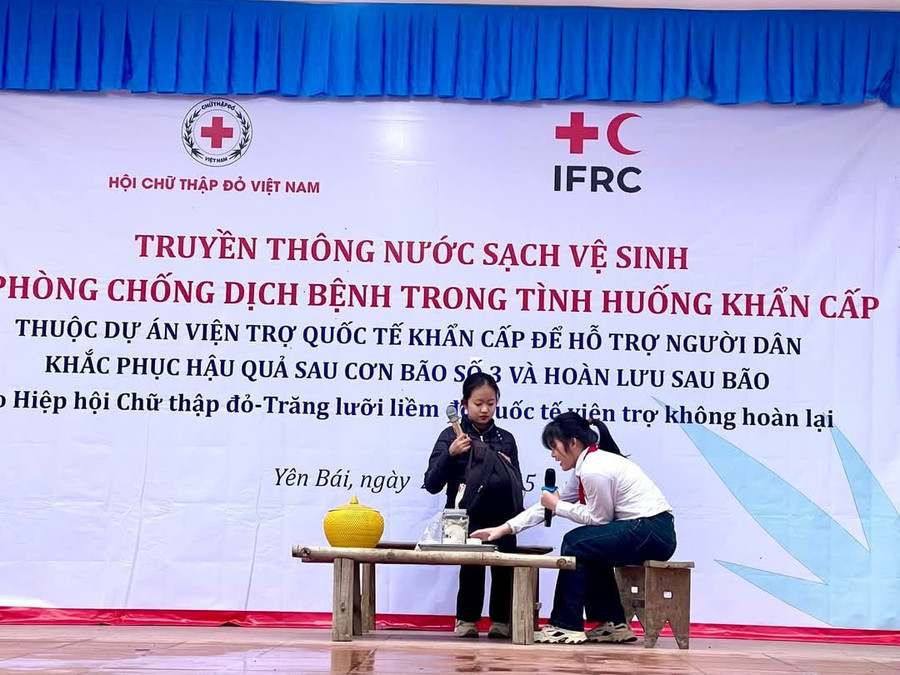 CHỮ THẬP ĐỎ
VIỆT NAM
HỘI CHỮ THẬP ĐỎ VIỆT NAM
IFRC
TRUYỀN THÔNG NƯỚC SẠCH VỆ SINH
PHÒNG CHỐNG DỊCH BỆNH TRONG TÌNH HUỐNG KHẨN CẤP
THUỘC DỰ ÁN VIỆN TRỢ QUỐC TẾ KHẨN CẤP ĐỂ HỖ TRỢ NGƯỜI DÂN
KHẮC PHỤC HẬU QUẢ SAU CƠN BÃO SỐ 3 VÀ HOÀN LƯU SAU BÃO
Hiệp hội Chữ thập đỏ-Trăng lưỡi liềm quốc tế viện trợ không hoàn lại
Yên Bái, ngày